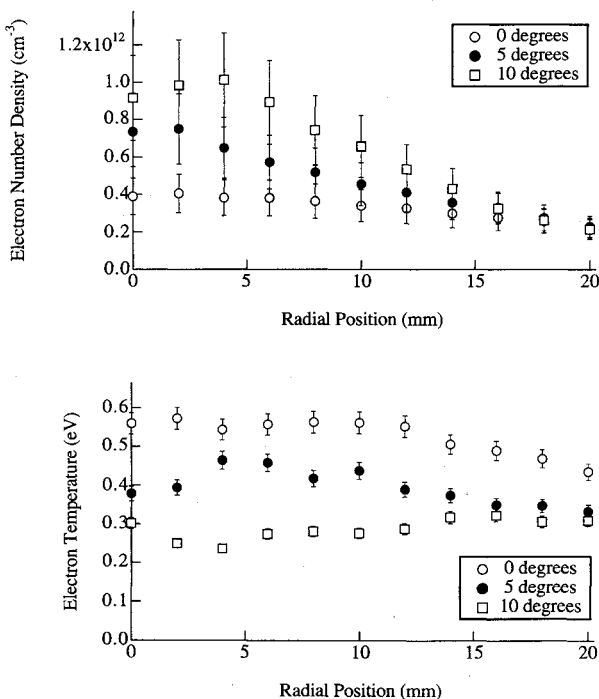 Electron Number Density (cm⁻³)
1.2x10¹²
1.0
0.8
0.6
0.4
0.2
0.0
0 5 10 15 20
Radial Position (mm)
0 degrees
5 degrees
10 degrees
Electron Temperature (eV)
0.6
0.5
0.4
0.3
0.2
0.1
0.0
0 5 10 15 20
Radial Position (mm)
0 degrees
5 degrees
10 degrees